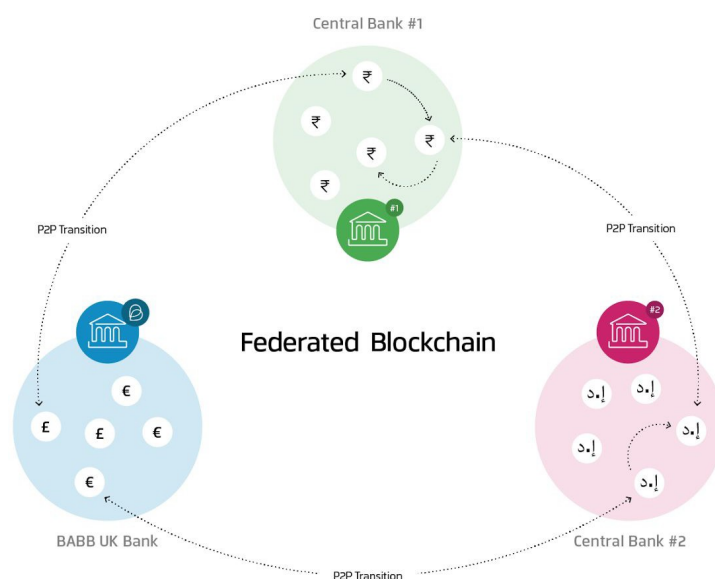 Central Bank #1
₹
₹
₹
₹
₹
#1
P2P Transition
P2P Transition
#2
Federated Blockchain
€
£
£
€
€
د.إ
د.إ
د.إ
د.إ
د.إ
BABB UK Bank
Central Bank #2
P2P Transition